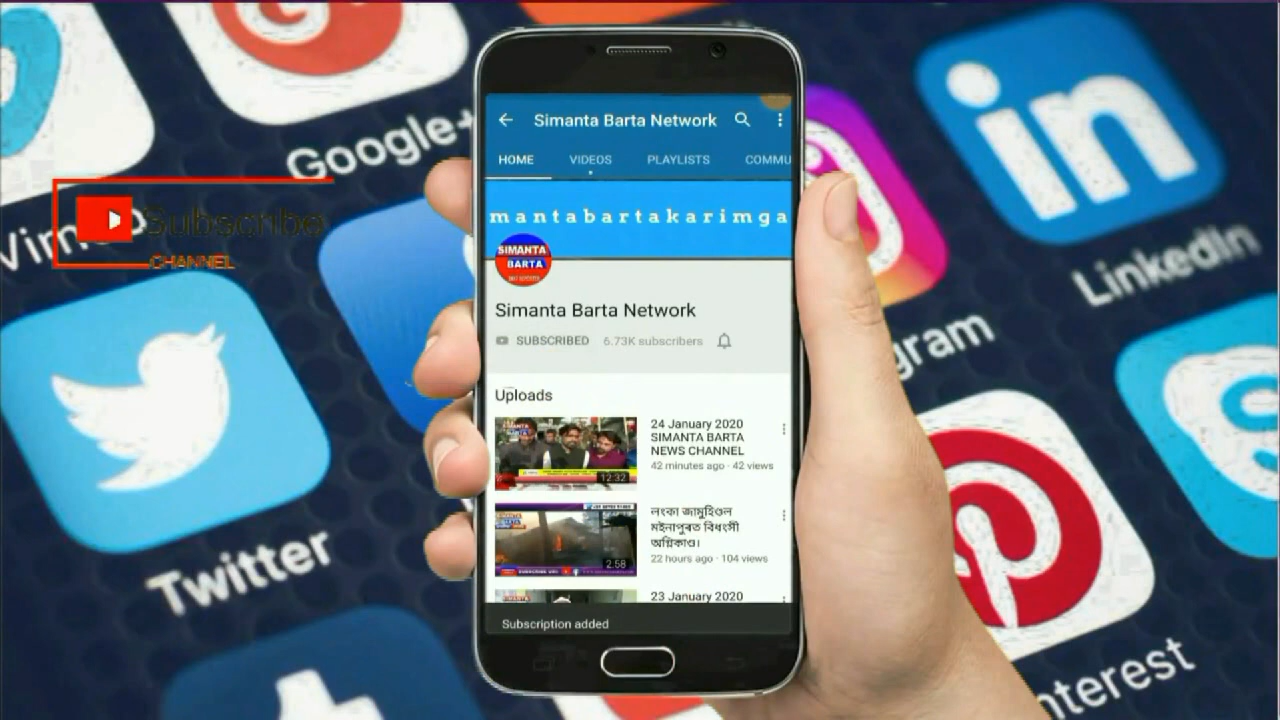 Google+
Vim
Subscribe
CHANNEL
Twitter
LinkedIn
gram
nterest
Simanta Barta Network
HOME
VIDEOS
PLAYLISTS
COMMU
mantabartakarimga
SIMANTA
BARTA
Simanta Barta Network
SUBSCRIBED 6.73K subscribers
Uploads
24 January 2020
SIMANTA BARTA
NEWS CHANNEL
42 minutes ago · 42 views
12:32
লংকা জামুহিওল
মইনাপুৰত বিধংসী
অগ্নিকাণ্ড।
22 hours ago · 104 views
2:58
23 January 2020
Subscription added